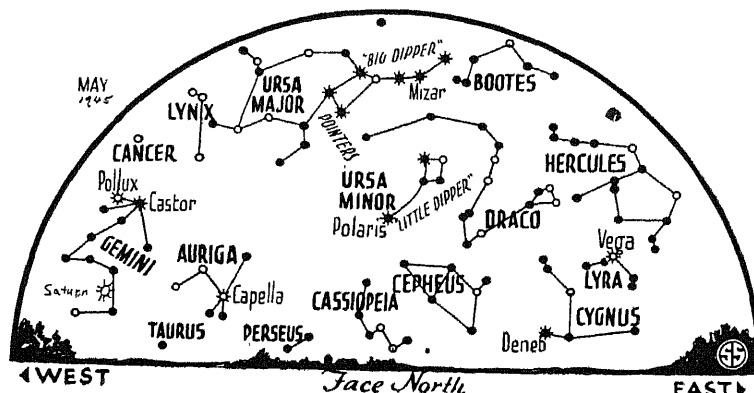 "BIG DIPPER"
MAY
1945
URSA
MAJOR
Mizar
BOOTES
LYNX
POINTERS
CANCER
HERCULES
Pollux
Castor
URSA
MINOR
"LITTLE DIPPER"
Polaris
DRACO
GEMINI
AURIGA
Vega
Saturn
Capella
CASSIOPEIA
CEPHEUS
LYRA
CYGNUS
TAURUS
PERSEUS
Deneb
SS
WEST
Face North
EAST